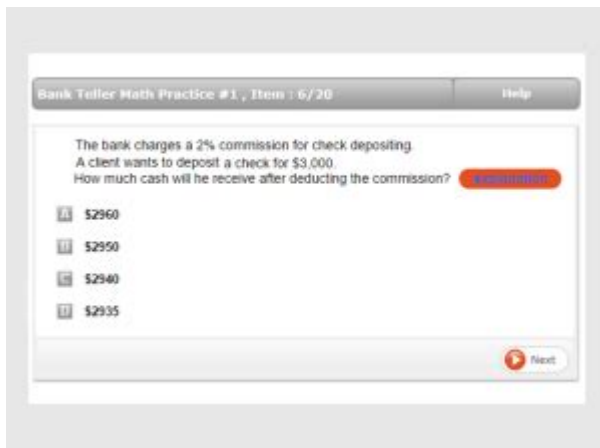 Bank Teller Math Practice #1 , Item : 6/20
Help
The bank charges a 2% commission for check depositing.
A client wants to deposit a check for $3,000.
How much cash will he receive after deducting the commission?
explanation
A $2960
B $2950
C $2940
D $2935
Next